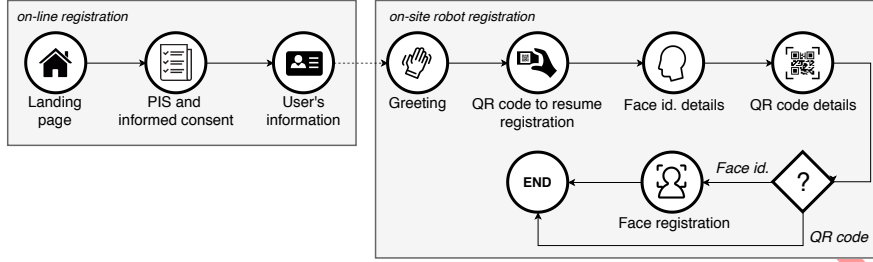 on-line registration
on-site robot registration
Landing
page
PIS and
informed consent
User's
information
Greeting
QR code to resume
registration
Face id. details
QR code details
END
Face registration
Face id.
?
QR code